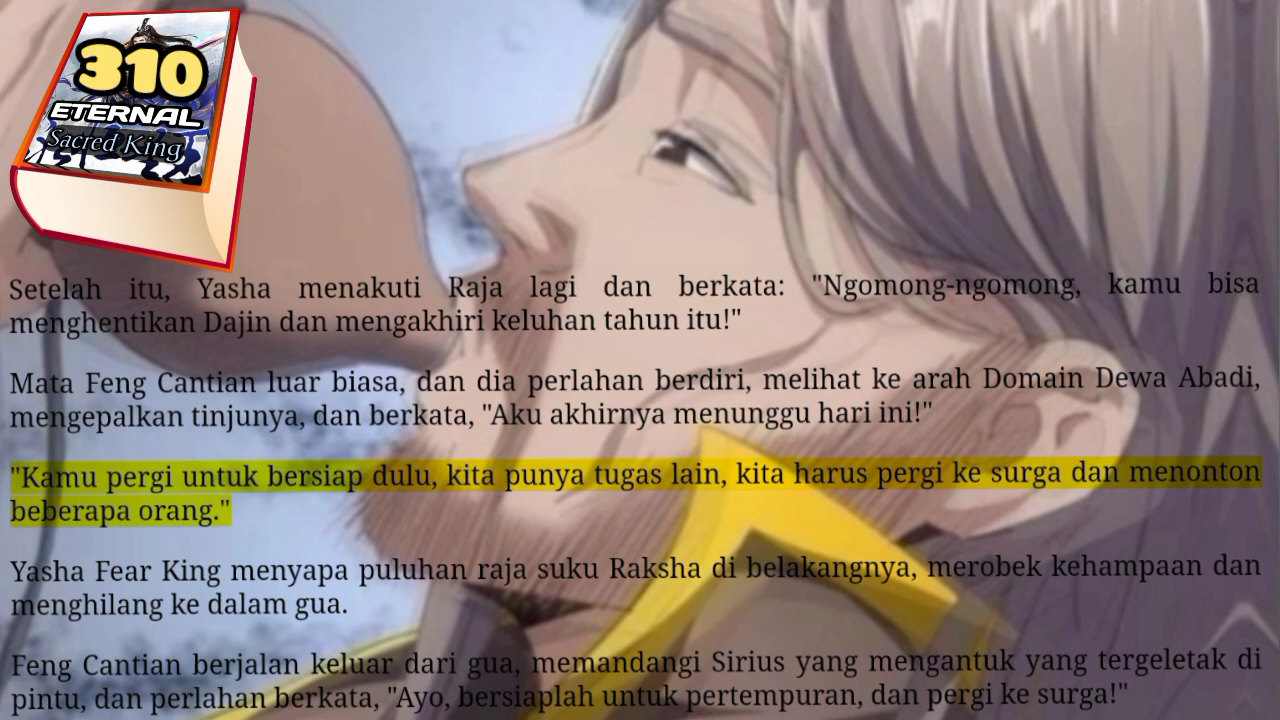 310
ETERNAL
Sacred King
Setelah itu, Yasha menakuti Raja lagi dan berkata: "Ngomong-ngomong, kamu bisa
menghentikan Dajin dan mengakhiri keluhan tahun itu!"
Mata Feng Cantian luar biasa, dan dia perlahan berdiri, melihat ke arah Domain Dewa Abadi,
mengepalkan tinjunya, dan berkata, "Aku akhirnya menunggu hari ini!"
"Kamu pergi untuk bersiap dulu, kita punya tugas lain, kita harus pergi ke surga dan menonton
beberapa orang."
Yasha Fear King menyapa puluhan raja suku Raksha di belakangnya, merobek kehampaan dan
menghilang ke dalam gua.
Feng Cantian berjalan keluar dari gua, memandangi Sirius yang mengantuk yang tergeletak di
pintu, dan perlahan berkata, "Ayo, bersiaplah untuk pertempuran, dan pergi ke surga!"